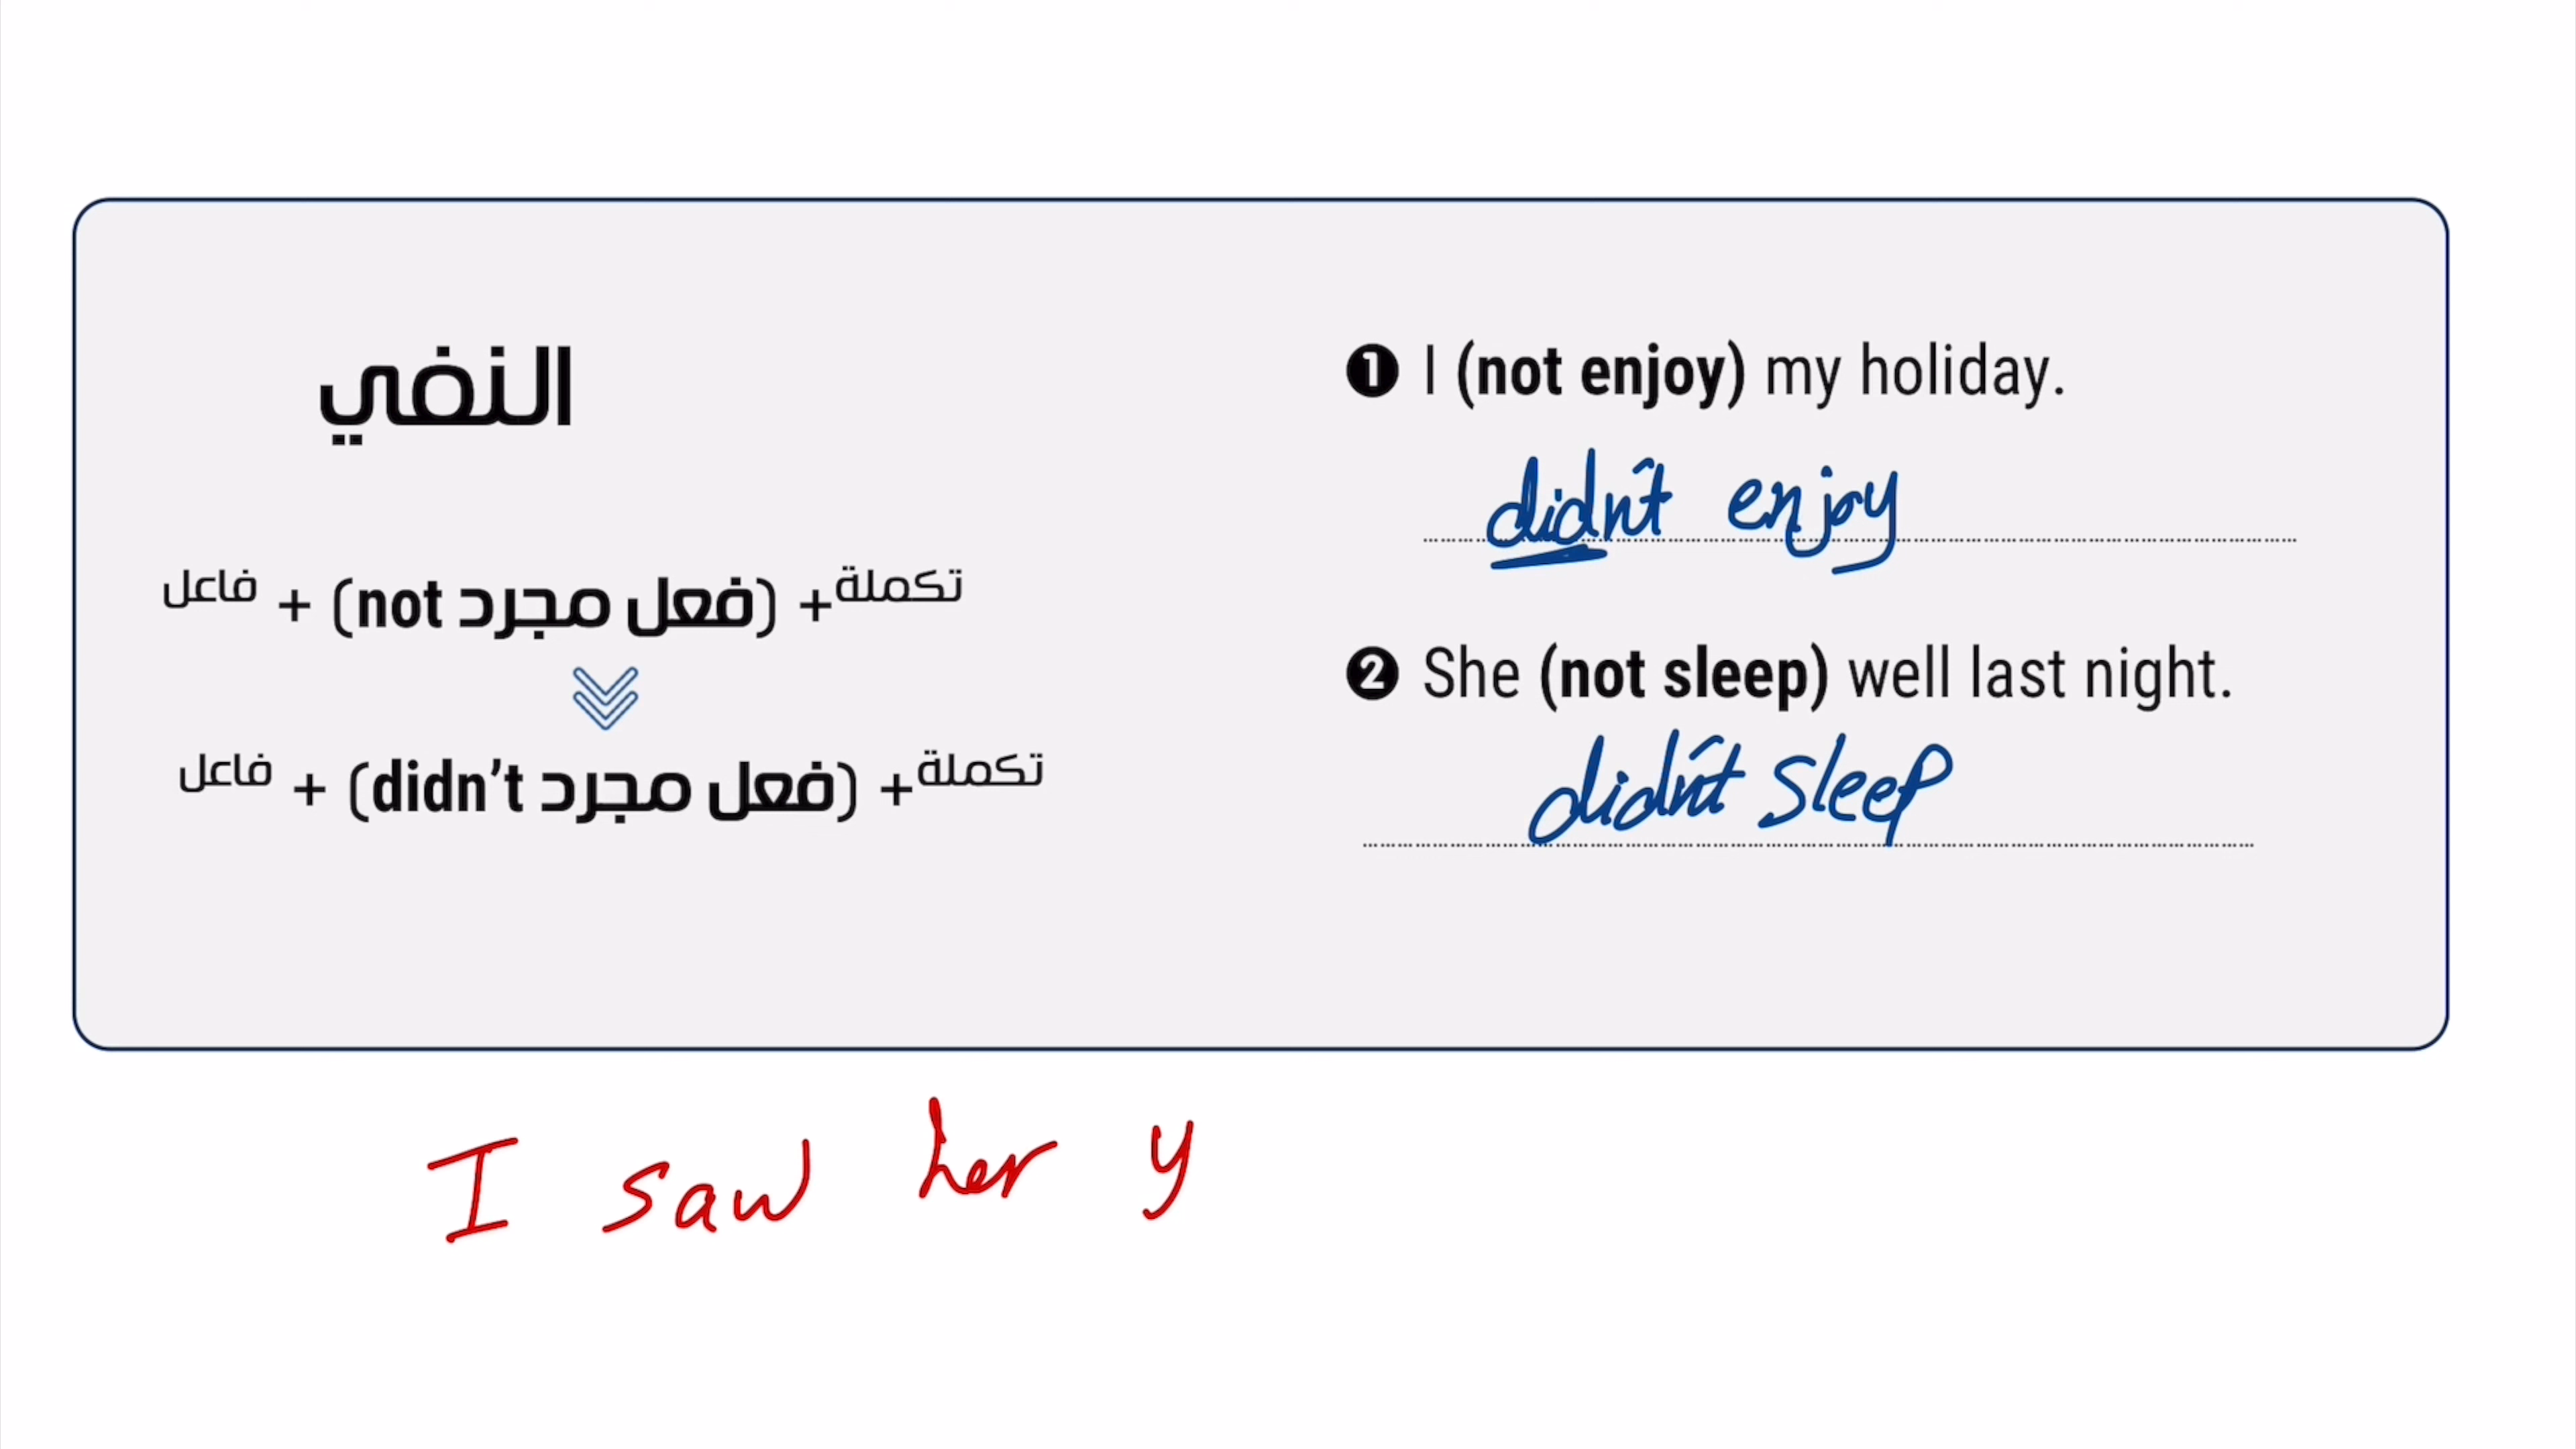 النفي
فاعل + (not فعل مجرد) + تكملة
فاعل + (didn't فعل مجرد) + تكملة
❶ I (not enjoy) my holiday.
didn't enjoy
❷ She (not sleep) well last night.
didn't sleep
I saw her y